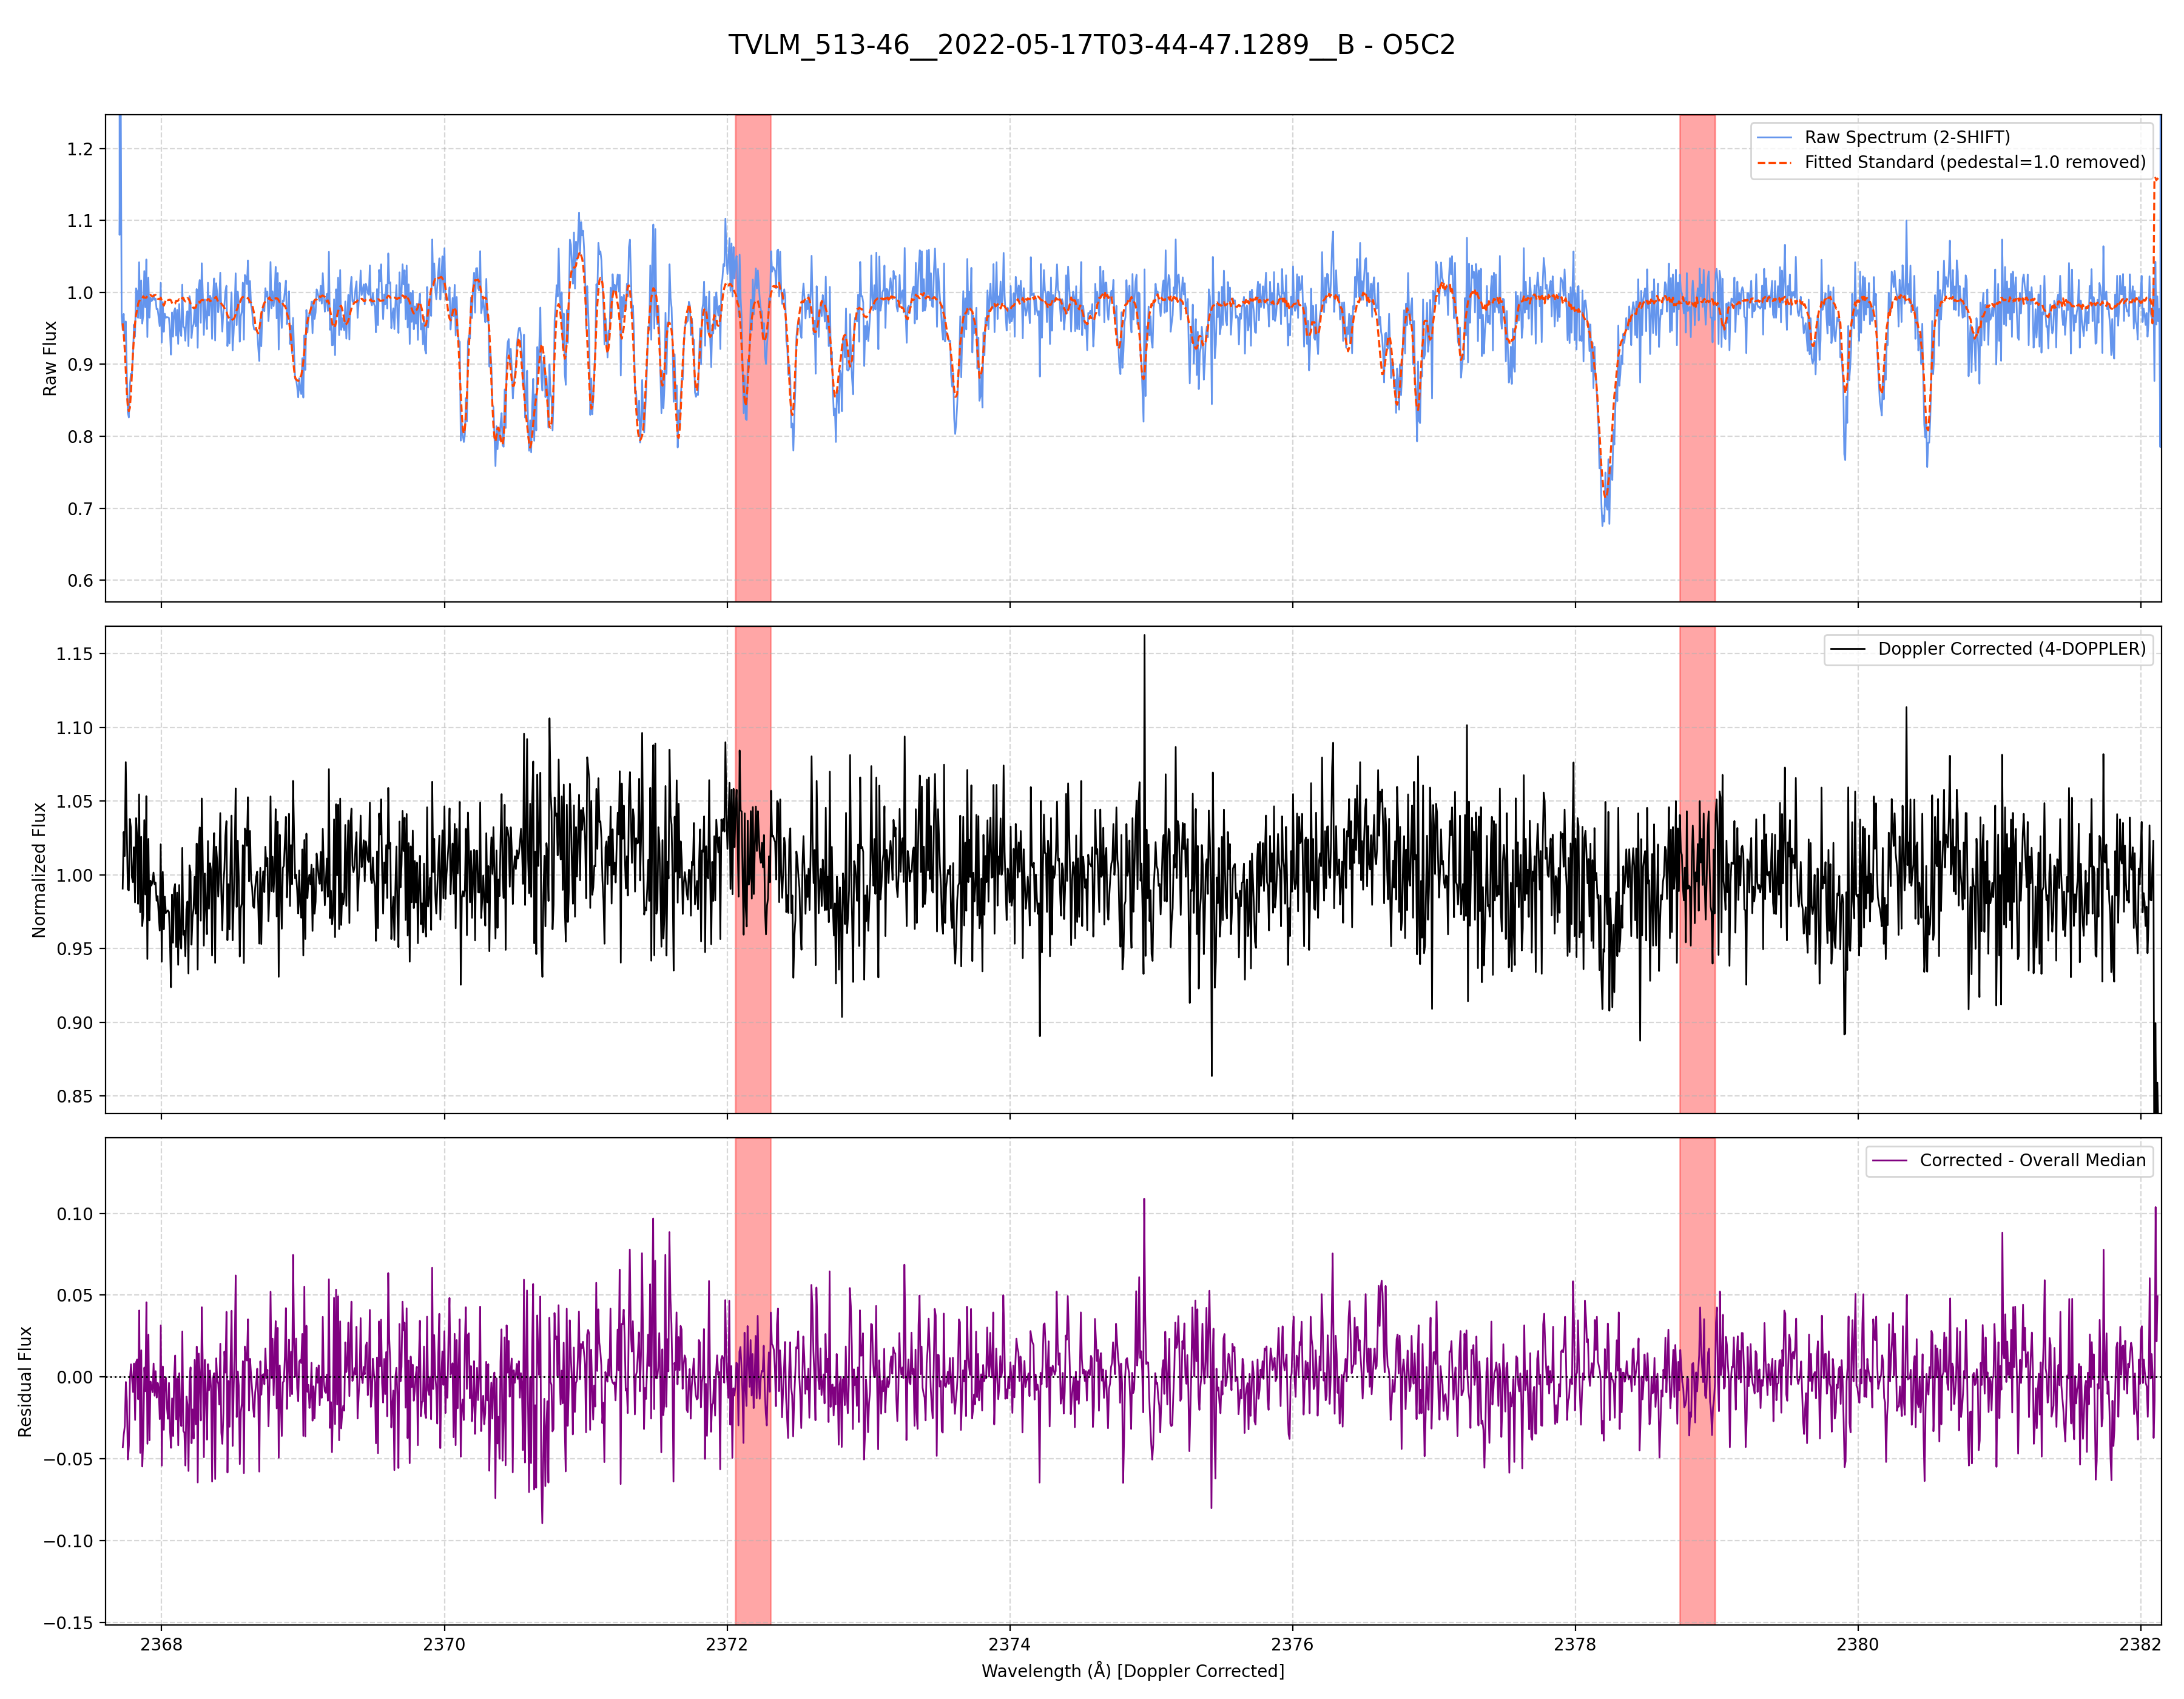 TVLM_513-46__2022-05-17T03-44-47.1289__B - O5C2
Raw Flux
1.2
1.1
1.0
0.9
0.8
0.7
0.6
Raw Spectrum (2-SHIFT)
Fitted Standard (pedestal=1.0 removed)
Normalized Flux
1.15
1.10
1.05
1.00
0.95
0.90
0.85
Doppler Corrected (4-DOPPLER)
Residual Flux
0.10
0.05
0.00
−0.05
−0.10
−0.15
Corrected - Overall Median
2368 2370 2372 2374 2376 2378 2380 2382
Wavelength (Å) [Doppler Corrected]